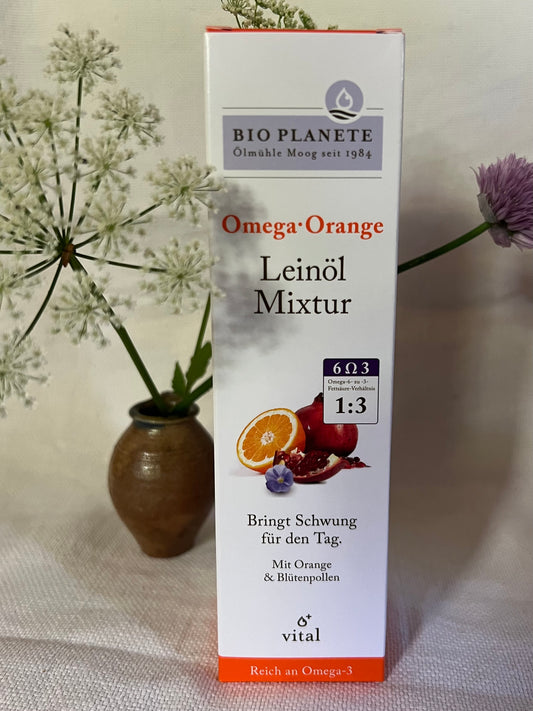 BIO PLANETE
Ölmühle Moog seit 1984
Omega·Orange
Leinöl
Mixtur
6 Ω 3
Omega-6- zu -3-
Fettsäure-Verhältnis
1:3
Bringt Schwung
für den Tag.
Mit Orange
& Blütenpollen
vital
Reich an Omega-3